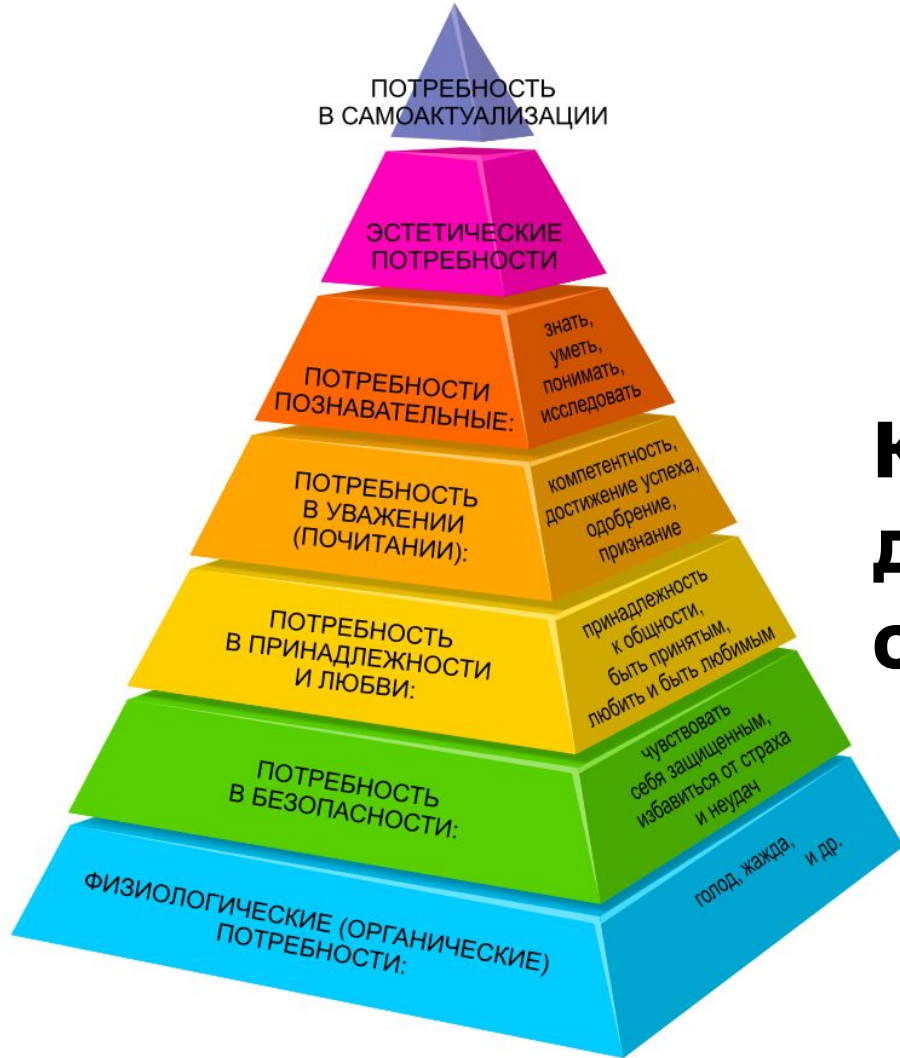 ПОТРЕБНОСТЬ
В САМОАКТУАЛИЗАЦИИ
ЭСТЕТИЧЕСКИЕ
ПОТРЕБНОСТИ
ПОТРЕБНОСТИ
ПОЗНАВАТЕЛЬНЫЕ:
знать,
уметь,
понимать,
исследовать
ПОТРЕБНОСТЬ
В УВАЖЕНИИ
(ПОЧИТАНИИ):
компетентность,
достижение успеха,
одобрение,
признание
ПОТРЕБНОСТЬ
В ПРИНАДЛЕЖНОСТИ
И ЛЮБВИ:
принадлежность
к общности,
быть принятым,
любить и быть любимым
ПОТРЕБНОСТЬ
В БЕЗОПАСНОСТИ:
чувствовать
себя защищенным,
избавиться от страха
и неудач
ФИЗИОЛОГИЧЕСКИЕ (ОРГАНИЧЕСКИЕ)
ПОТРЕБНОСТИ:
голод, жажда,
и др.